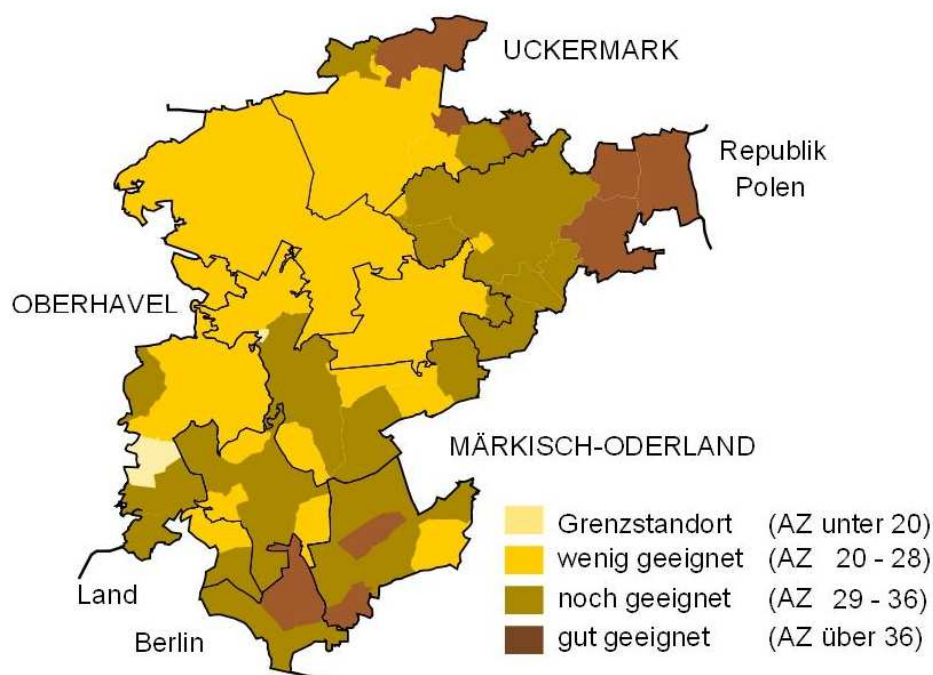 UCKERMARK
Republik
Polen
OBERHAVEL
MÄRKISCH-ODERLAND
Land
Berlin
Grenzstandort (AZ unter 20)
wenig geeignet (AZ 20 - 28)
noch geeignet (AZ 29 - 36)
gut geeignet (AZ über 36)